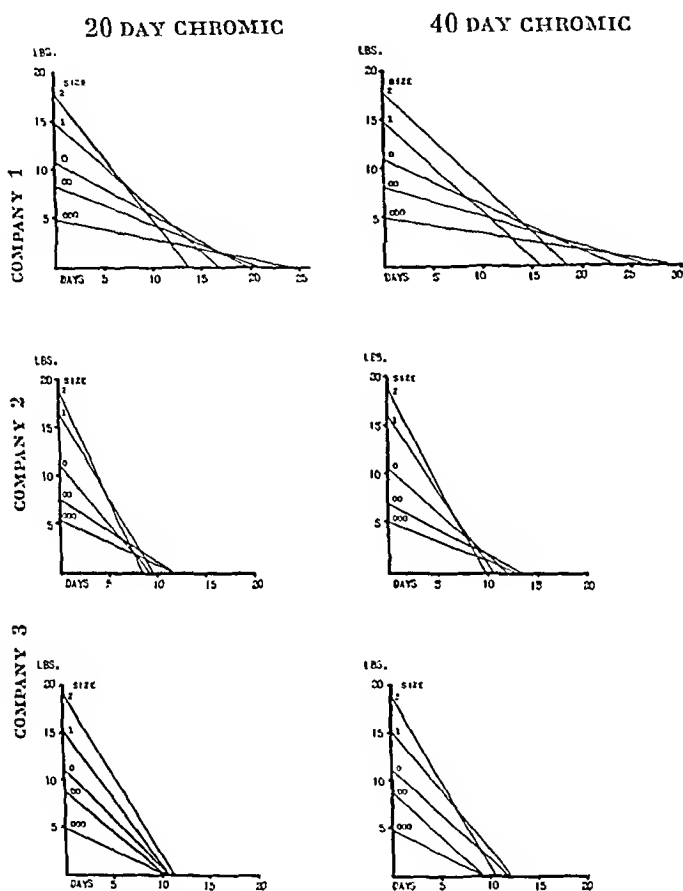 20 DAY CHROMIC
40 DAY CHROMIC
COMPANY 1
LBS.
20
SIZE
2
15
1
10
0
00
5
000
DAYS 5 10 15 20 25
LBS.
20
SIZE
2
15
1
10
0
00
5
000
DAYS 5 10 15 20 25 30
COMPANY 2
LBS.
20
SIZE
2
15
1
10
0
00
5
000
DAYS 5 10 15 20
LBS.
20
SIZE
2
15
1
10
0
00
5
000
DAYS 5 10 15 20
COMPANY 3
LBS.
20
SIZE
2
15
1
10
0
00
5
000
DAYS 5 10 15 20
LBS.
20
SIZE
2
15
1
10
0
00
5
000
DAYS 5 10 15 20